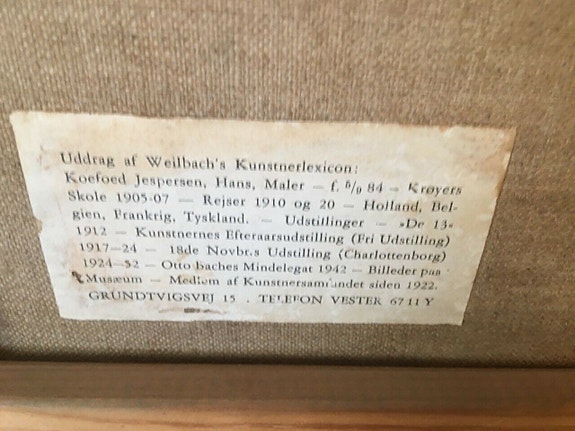 Uddrag af Weilbach's Kunstnerlexicon:
Koefoed Jespersen, Hans, Maler — f. 6/9 84 — Krøyers
Skole 1905-07 — Rejser 1910 og 20 — Holland, Bel-
gien, Frankrig, Tyskland. — Udstillinger — »De 13«
1912 — Kunstnernes Efteraarsudstilling (Fri Udstilling)
1917—24 — 18de Novbr.s Udstilling (Charlottenborg)
1924—32 — Otto Baches Mindelegat 1942 — Billeder paa
Musæum — Medlem af Kunstnersamfundet siden 1922.
GRUNDTVIGSVEJ 15 . TELEFON VESTER 6711 Y